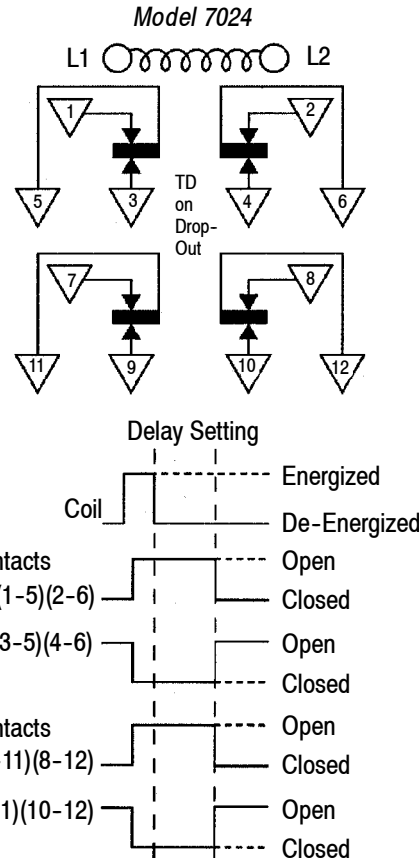 Model 7024
L1 L2
1 2
5 3 4 6
TD
on
Drop-
Out
7 8
11 9 10 12
Delay Setting
Energized
Coil
De-Energized
ntacts Open
(1-5)(2-6) Closed
3-5)(4-6) Open
Closed
ntacts Open
-11)(8-12) Closed
1)(10-12) Open
Closed